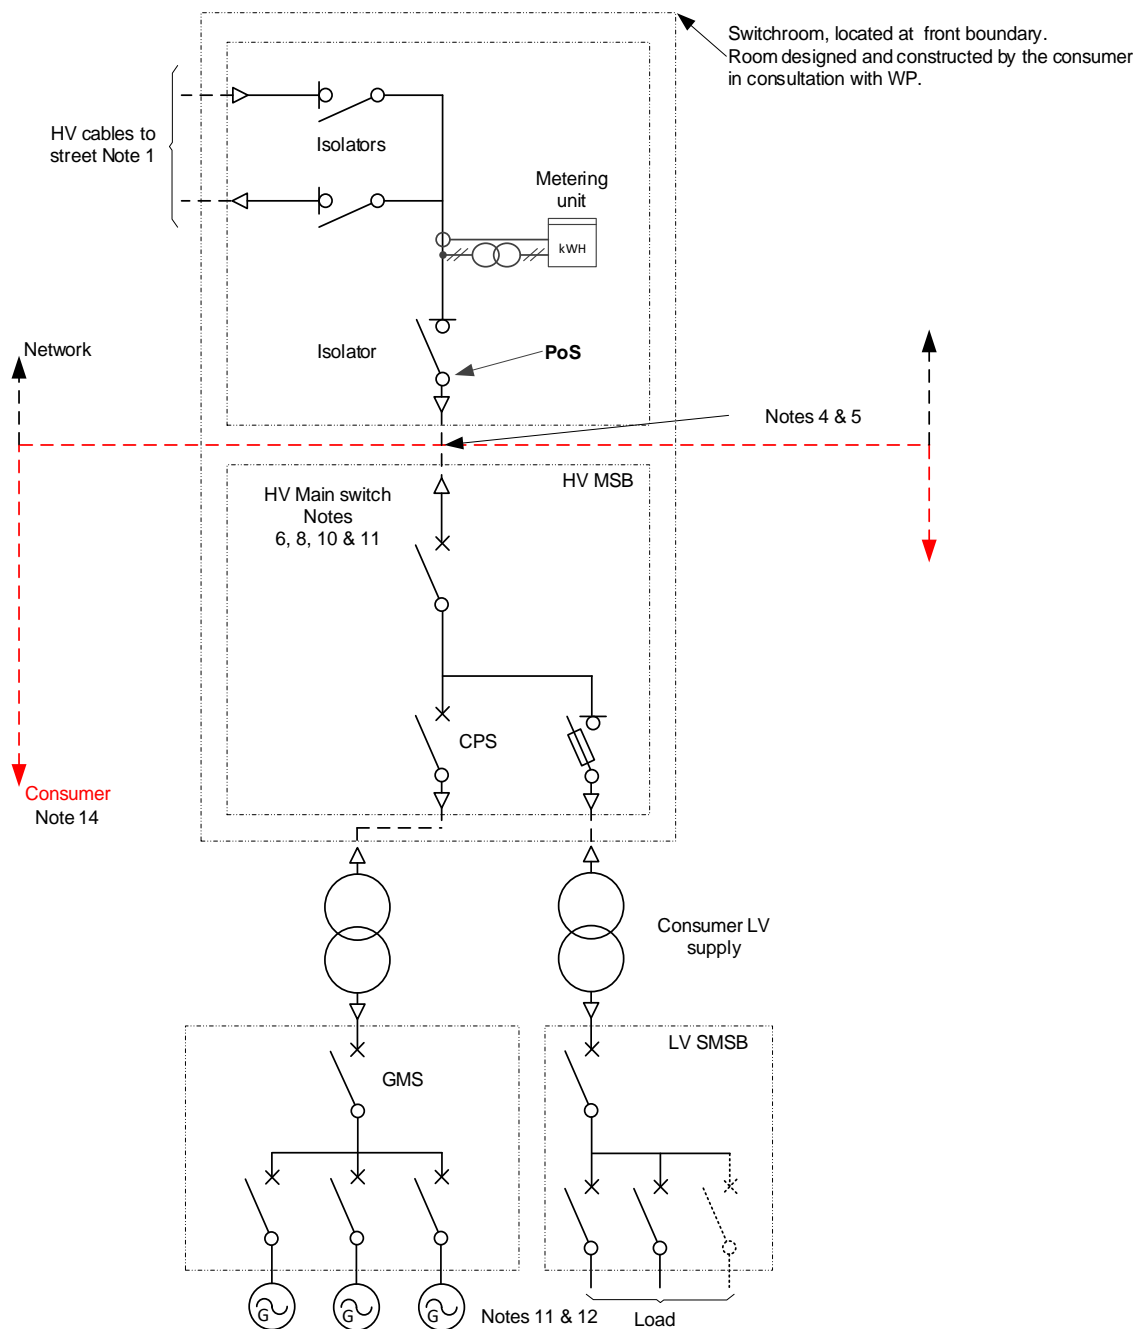 Switchroom, located at front boundary.
Room designed and constructed by the consumer
in consultation with WP.
HV cables to
street Note 1
Isolators
Metering
unit
kWH
Isolator
PoS
Network
Notes 4 & 5
HV MSB
HV Main switch
Notes
6, 8, 10 & 11
CPS
Consumer
Note 14
Consumer LV
supply
LV SMSB
GMS
G
G
G
Notes 11 & 12
Load